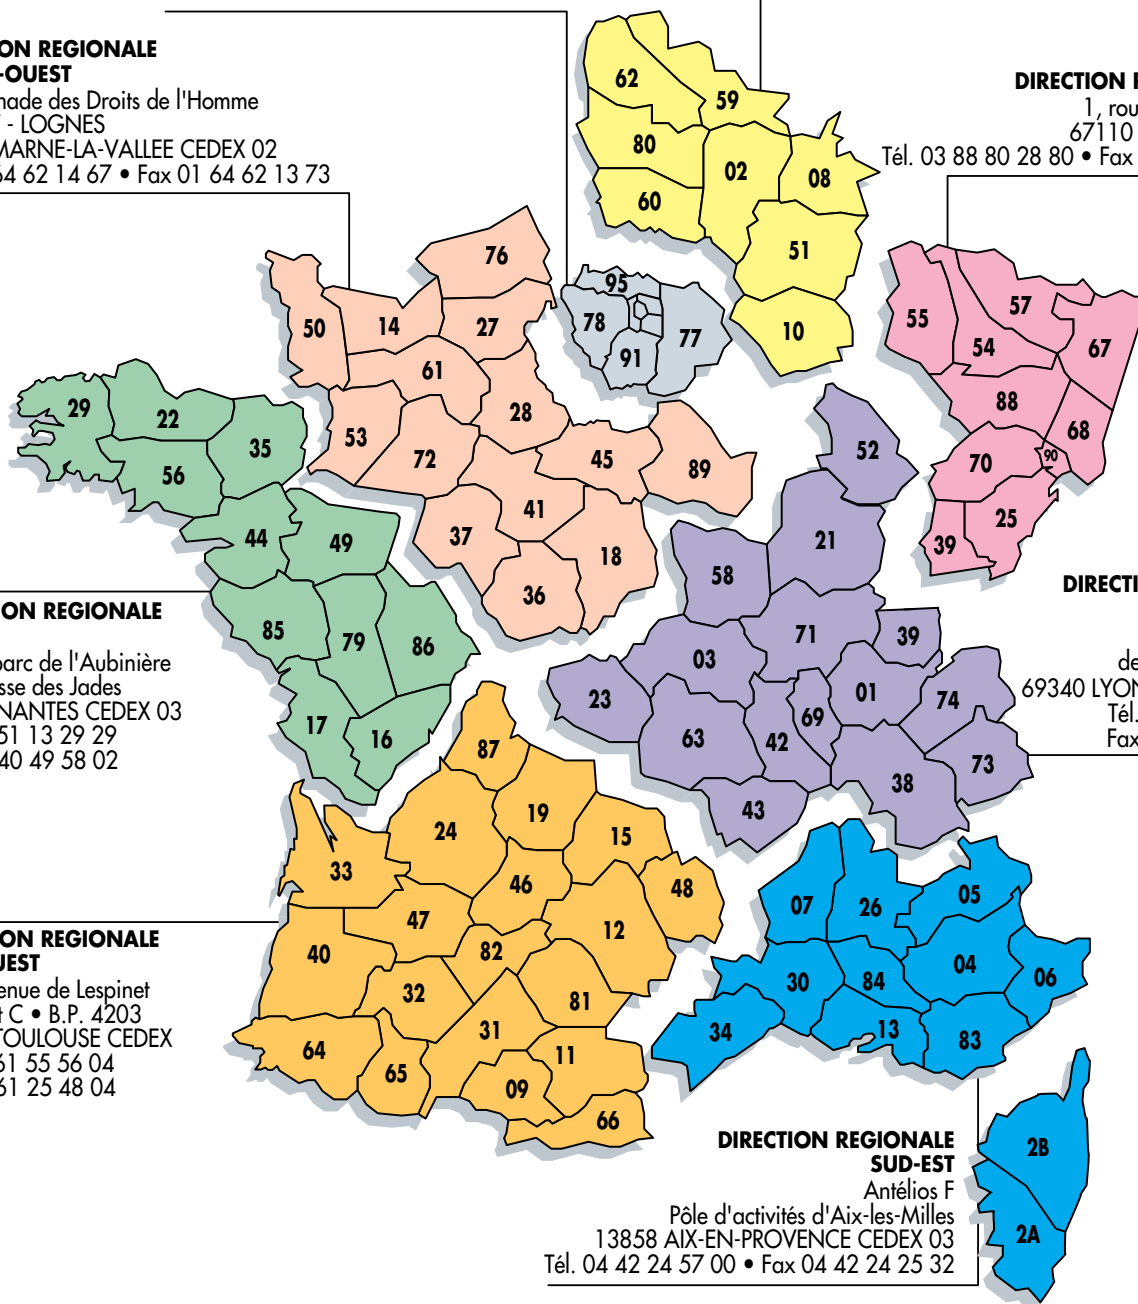 ON REGIONALE
-OUEST
nade des Droits de l'Homme
- LOGNES
MARNE-LA-VALLEE CEDEX 02
64 62 14 67 • Fax 01 64 62 13 73
DIRECTION R
1, rou
67110
Tél. 03 88 80 28 80 • Fax
62
59
80
02
08
60
51
10
76
50
14
27
61
28
53
72
45
89
41
37
18
36
95
78
77
91
55
57
54
67
88
68
70
90
25
39
29
22
35
56
44
49
85
79
86
17
16
52
21
58
71
39
03
01
74
23
69
63
42
73
38
43
ON REGIONALE
parc de l'Aubinière
sse des Jades
NANTES CEDEX 03
51 13 29 29
40 49 58 02
DIRECTI
de
69340 LYON
Tél.
Fax
87
24
19
15
33
46
48
47
12
40
82
32
81
31
64
65
11
09
66
ON REGIONALE
UEST
enue de Lespinet
t C • B.P. 4203
TOULOUSE CEDEX
61 55 56 04
61 25 48 04
07
26
05
30
84
04
06
34
13
83
2B
2A
DIRECTION REGIONALE
SUD-EST
Antélios F
Pôle d'activités d'Aix-les-Milles
13858 AIX-EN-PROVENCE CEDEX 03
Tél. 04 42 24 57 00 • Fax 04 42 24 25 32